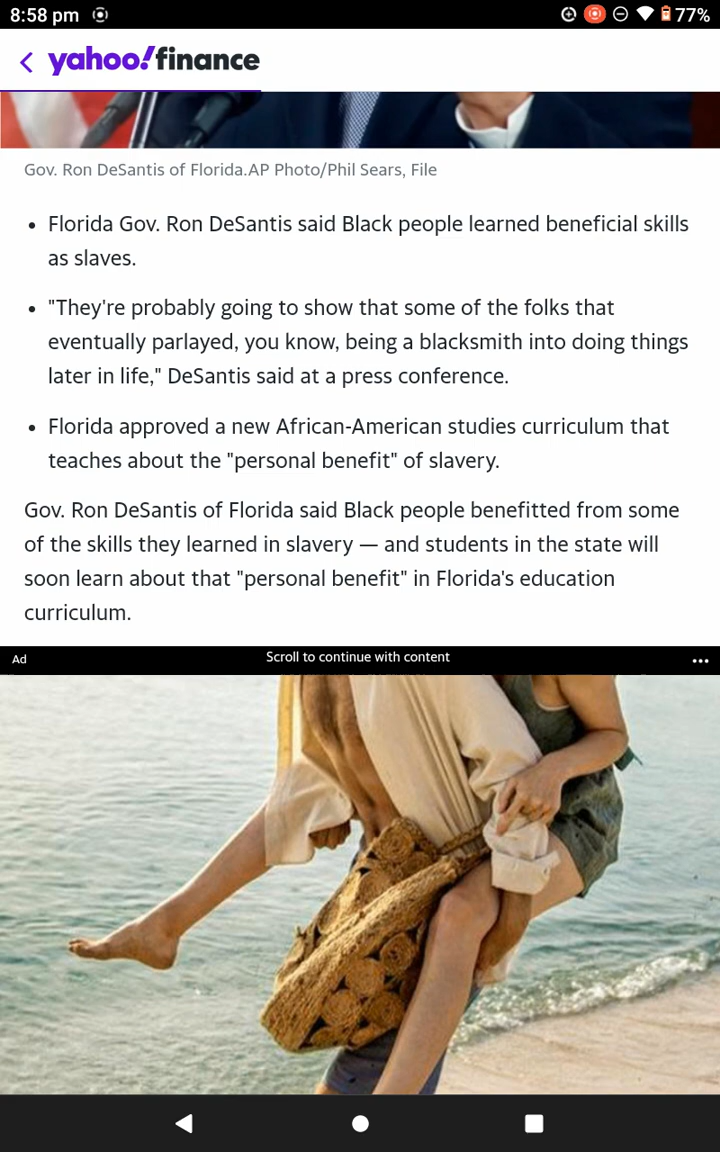 8:58 pm
77%
yahoo!finance
Gov. Ron DeSantis of Florida.AP Photo/Phil Sears, File
• Florida Gov. Ron DeSantis said Black people learned beneficial skills
as slaves.
• "They're probably going to show that some of the folks that
eventually parlayed, you know, being a blacksmith into doing things
later in life," DeSantis said at a press conference.
• Florida approved a new African-American studies curriculum that
teaches about the "personal benefit" of slavery.
Gov. Ron DeSantis of Florida said Black people benefitted from some
of the skills they learned in slavery — and students in the state will
soon learn about that "personal benefit" in Florida's education
curriculum.
Ad
Scroll to continue with content